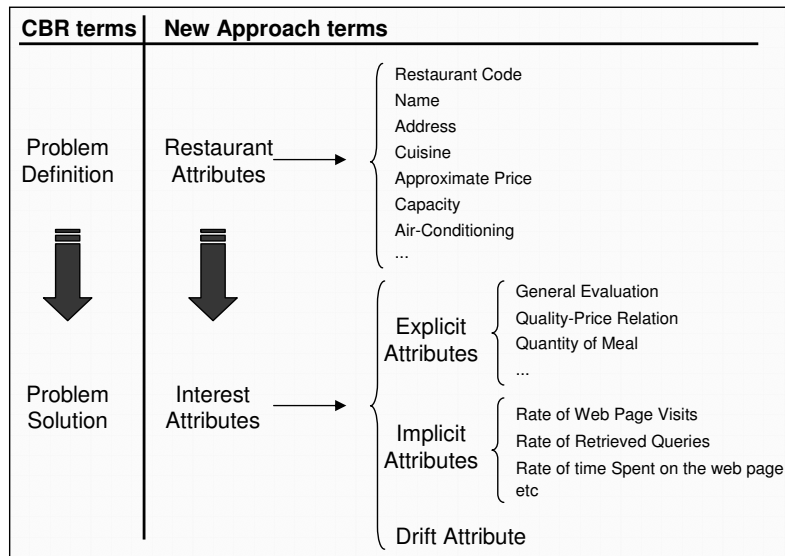 CBR terms
New Approach terms
Problem
Definition
Restaurant
Attributes
Restaurant Code
Name
Address
Cuisine
Approximate Price
Capacity
Air-Conditioning
...
Problem
Solution
Interest
Attributes
Explicit
Attributes
General Evaluation
Quality-Price Relation
Quantity of Meal
...
Implicit
Attributes
Rate of Web Page Visits
Rate of Retrieved Queries
Rate of time Spent on the web page
etc
Drift Attribute